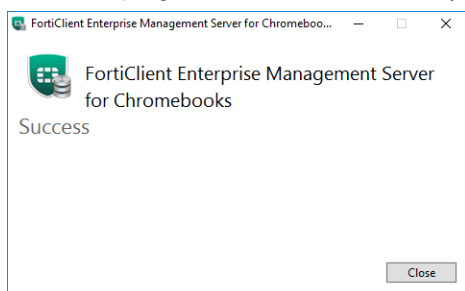 FortiClient Enterprise Management Server for Chromeboo...
FortiClient Enterprise Management Server
for Chromebooks
Success
Close